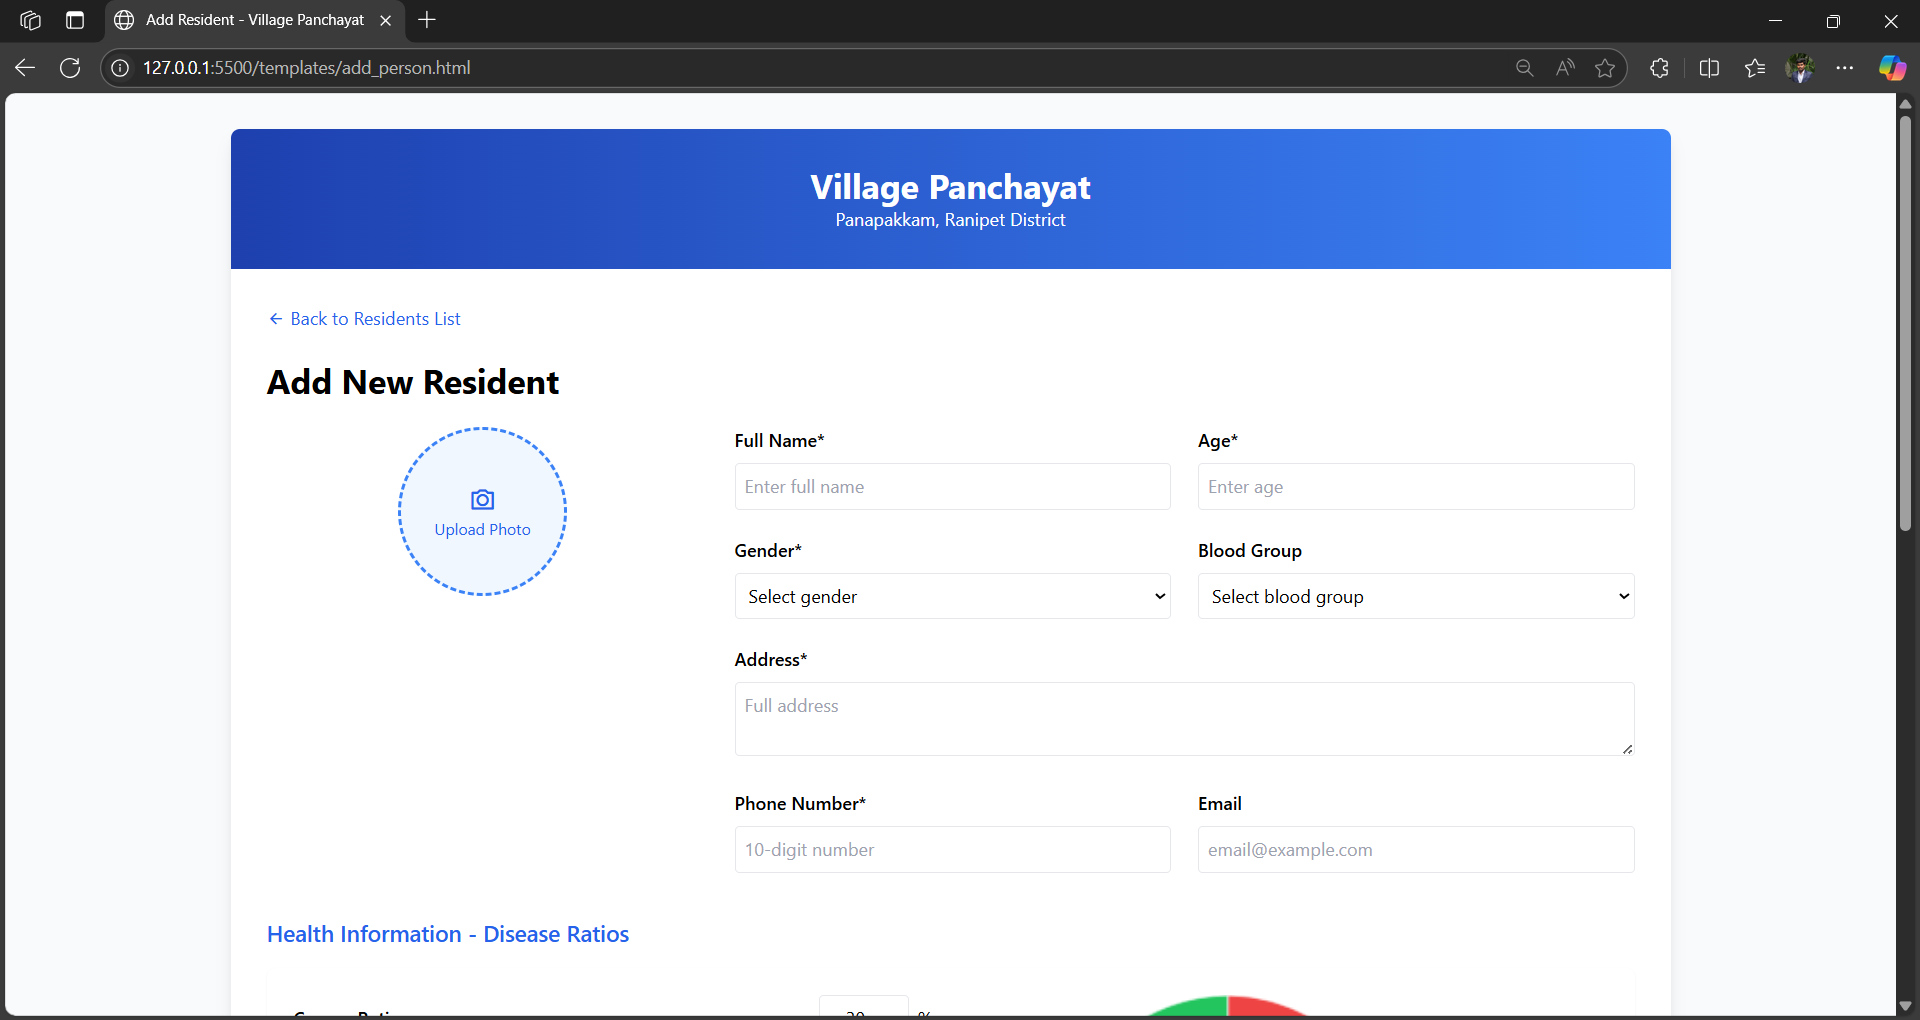 Add Resident - Village Panchayat
127.0.0.1:5500/templates/add_person.html
Village Panchayat
Panapakkam, Ranipet District
← Back to Residents List
Add New Resident
Upload Photo
Full Name*
Age*
Enter full name
Enter age
Gender*
Blood Group
Select gender
Select blood group
Address*
Full address
Phone Number*
Email
10-digit number
email@example.com
Health Information - Disease Ratios